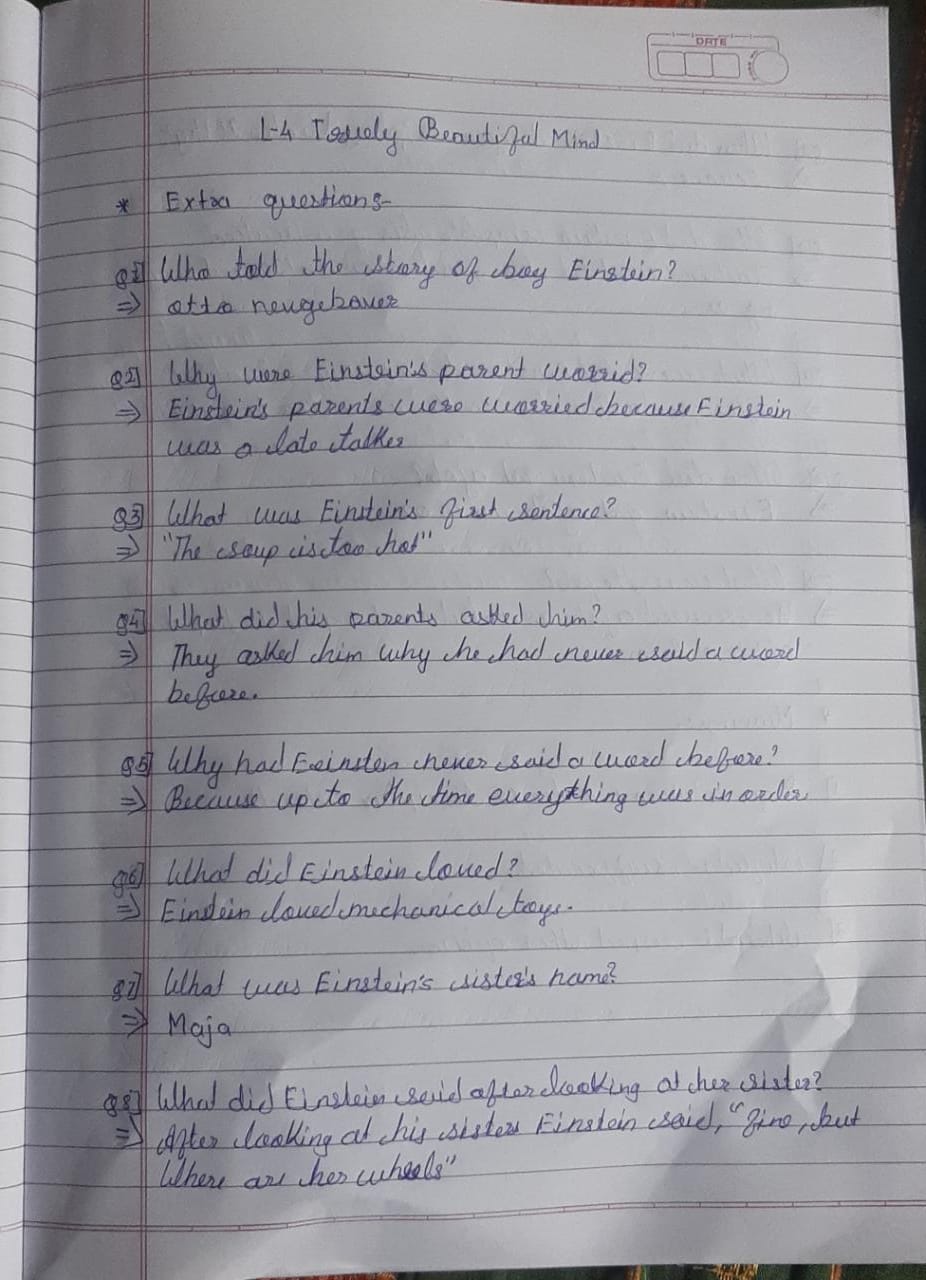 DATE
L-4 Truely Beautiful Mind
* Extra questions-
Q1] Who told the story of boy Einstein?
⇒ otto neugebauer
Q2] Why were Einstein's parent worrid?
⇒ Einstein's parents were worried because Einstein
was a late talker
Q3] What was Einstein's first sentence?
⇒ "The soup is too hot"
Q4] What did his parents asked him?
⇒ They asked him why he had never said a word
before.
Q5] Why had Eeinsten never said a word before?
⇒ Because up to the time everything was in order
Q6] What did Einstein loved?
⇒ Einstein loved mechanical toys.
Q7] What was Einstein's sister's name?
⇒ Maja
Q8] What did Einstein said after looking at her sister?
⇒ After looking at his sister Einstein said, "fine, but
Where are her wheels"